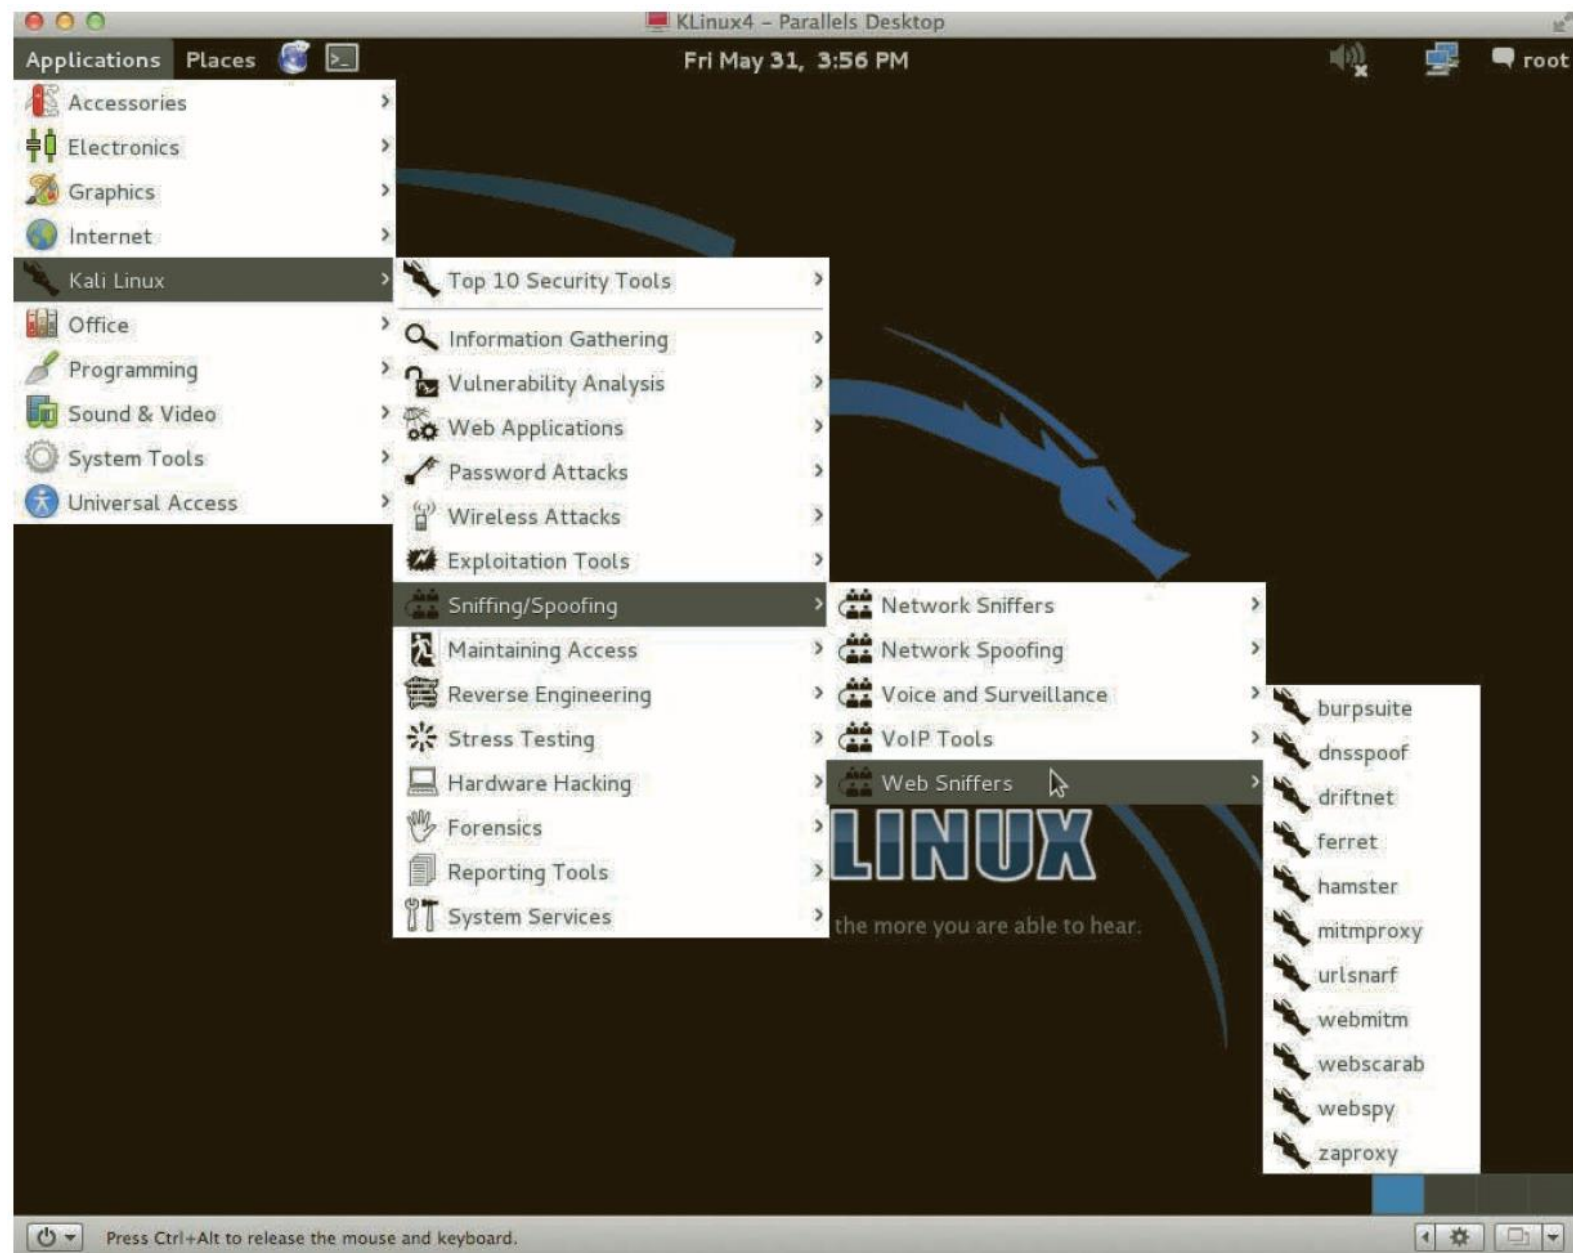 KLinux4 – Parallels Desktop
Applications Places Fri May 31, 3:56 PM root
Accessories
Electronics
Graphics
Internet
Kali Linux
Office
Programming
Sound & Video
System Tools
Universal Access
Top 10 Security Tools
Information Gathering
Vulnerability Analysis
Web Applications
Password Attacks
Wireless Attacks
Exploitation Tools
Sniffing/Spoofing
Maintaining Access
Reverse Engineering
Stress Testing
Hardware Hacking
Forensics
Reporting Tools
System Services
Network Sniffers
Network Spoofing
Voice and Surveillance
VoIP Tools
Web Sniffers
burpsuite
dnsspoof
driftnet
ferret
hamster
mitmproxy
urlsnarf
webmitm
webscarab
webspy
zaproxy
LINUX
the more you are able to hear.
Press Ctrl+Alt to release the mouse and keyboard.